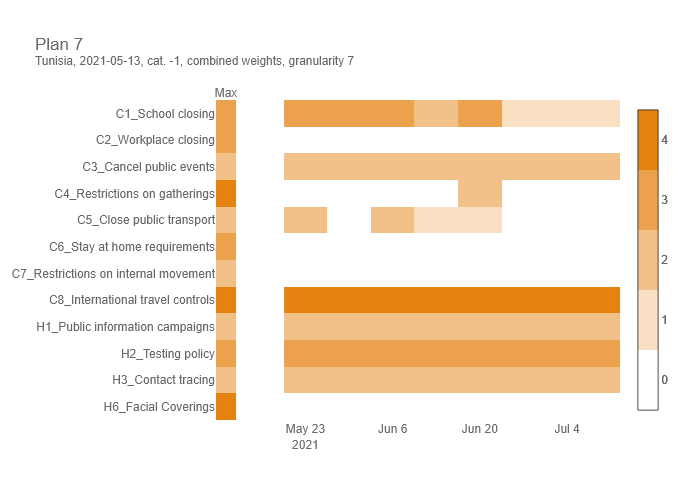 Plan 7
Tunisia, 2021-05-13, cat. -1, combined weights, granularity 7
Max
C1_School closing
C2_Workplace closing
C3_Cancel public events
C4_Restrictions on gatherings
C5_Close public transport
C6_Stay at home requirements
C7_Restrictions on internal movement
C8_International travel controls
H1_Public information campaigns
H2_Testing policy
H3_Contact tracing
H6_Facial Coverings
May 23
2021
Jun 6
Jun 20
Jul 4
4
3
2
1
0